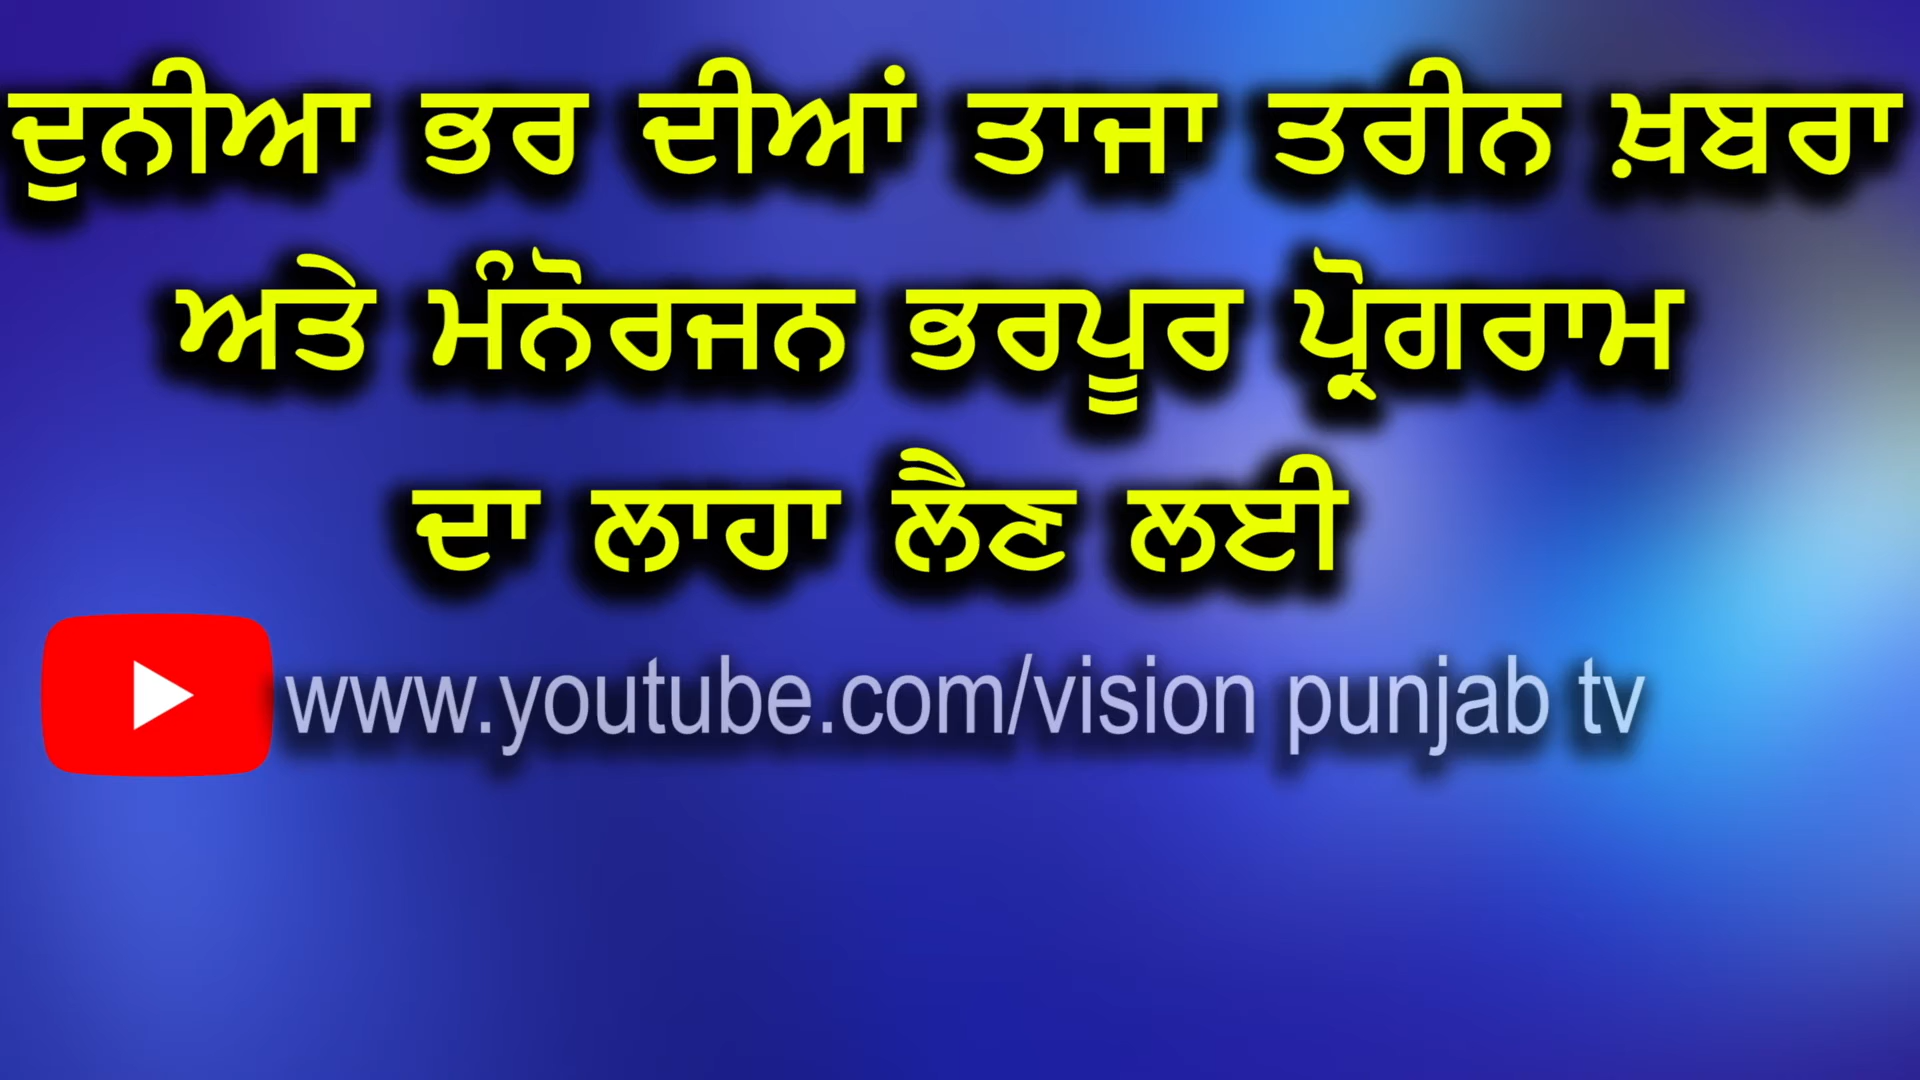 ਦੁਨੀਆ ਭਰ ਦੀਆਂ ਤਾਜਾ ਤਰੀਨ ਖ਼ਬਰਾ
ਅਤੇ ਮੰਨੋਰਜਨ ਭਰਪੂਰ ਪ੍ਰੋਗਰਾਮ
ਦਾ ਲਾਹਾ ਲੈਣ ਲਈ
www.youtube.com/vision punjab tv